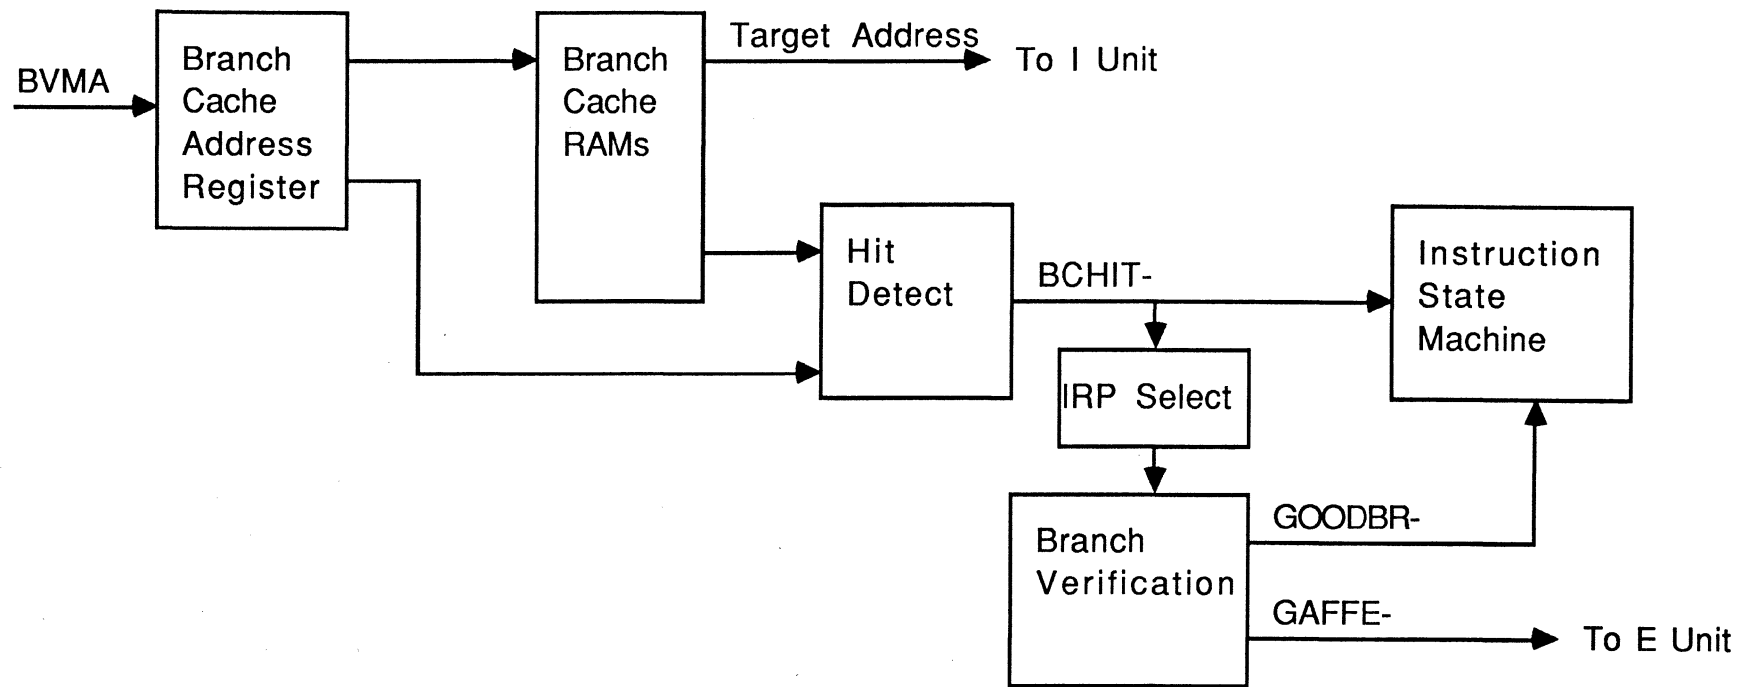 BVMA
Branch
Cache
Address
Register
Branch
Cache
RAMs
Target Address
To I Unit
Hit
Detect
BCHIT-
IRP Select
Instruction
State
Machine
Branch
Verification
GOODBR-
GAFFE-
To E Unit